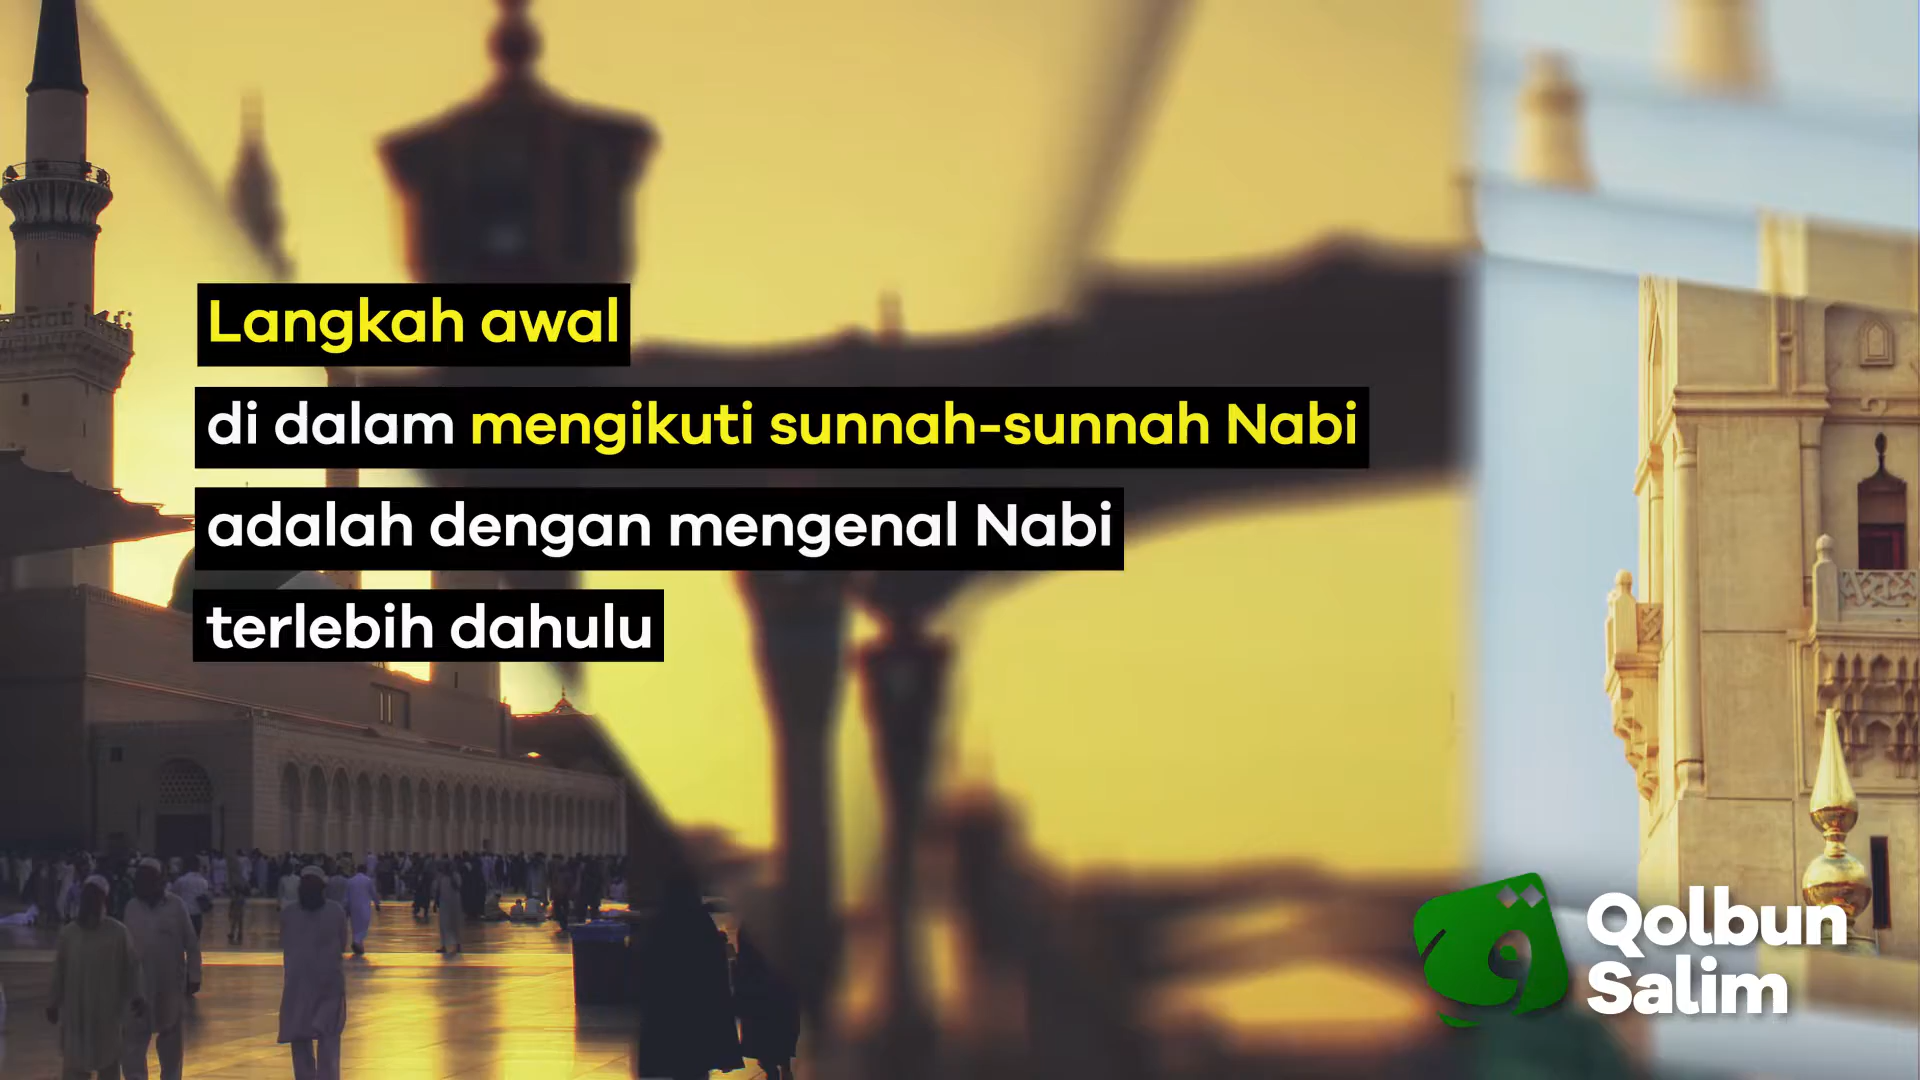 Langkah awal
di dalam mengikuti sunnah-sunnah Nabi
adalah dengan mengenal Nabi
terlebih dahulu
Qolbun
Salim